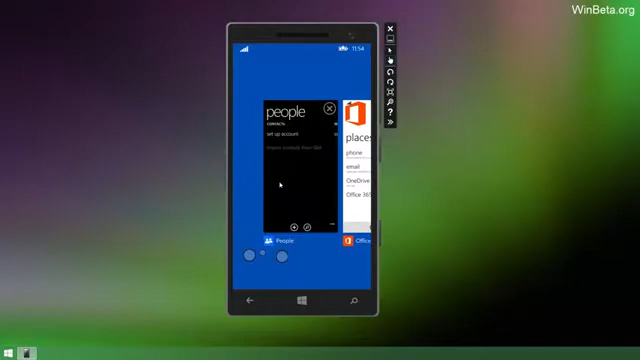 WinBeta.org
11:54
people
CONTACTS
set up account
places
phone
email
OneDrive
Office 365
People
Office